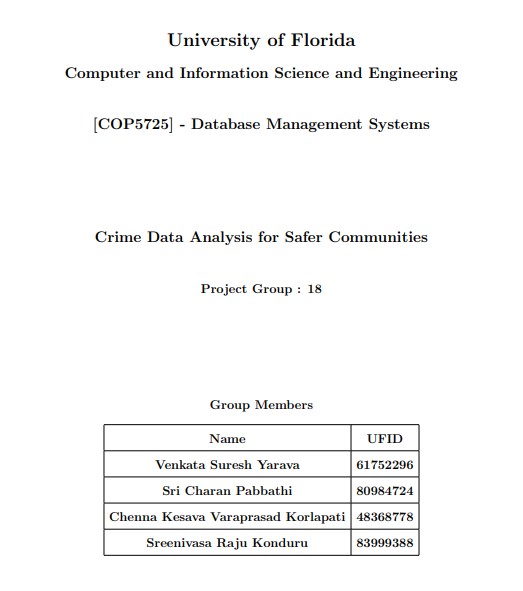 University of Florida
Computer and Information Science and Engineering
[COP5725] - Database Management Systems
Crime Data Analysis for Safer Communities
Project Group : 18
Group Members
Name UFID
Venkata Suresh Yarava 61752296
Sri Charan Pabbathi 80984724
Chenna Kesava Varaprasad Korlapati 48368778
Sreenivasa Raju Konduru 83999388